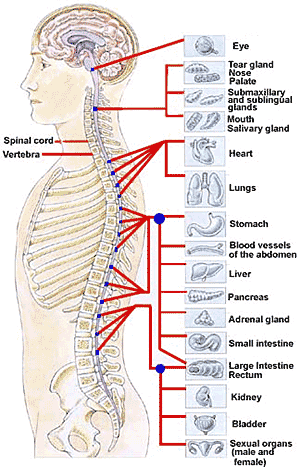 Eye
Tear gland
Nose
Palate
Submaxillary
and sublingual
glands
Mouth
Salivary gland
Spinal cord
Vertebra
Heart
Lungs
Stomach
Blood vessels
of the abdomen
Liver
Pancreas
Adrenal gland
Small intestine
Large Intestine
Rectum
Kidney
Bladder
Sexual organs
(male and
female)